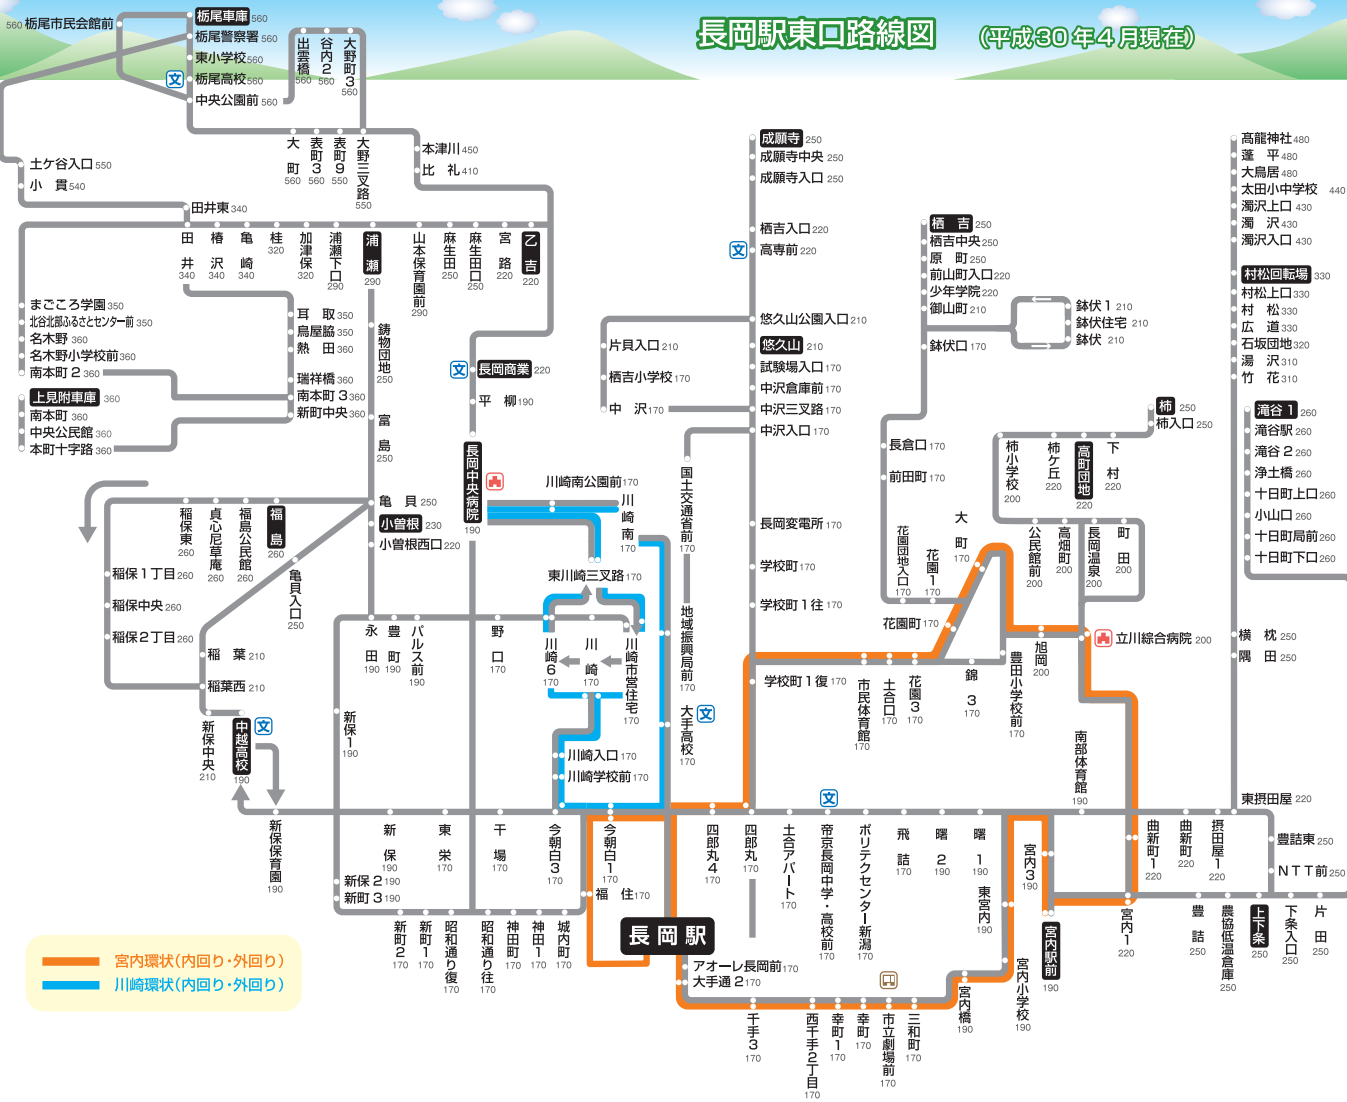 長岡駅東口路線図
(平成30年4月現在)
560 栃尾市民会館前
栃尾車庫 560
栃尾警察署 560
東小学校 560
文
栃尾高校 560
中央公園前 560
出雲橋 560
谷内2 560
大野町3 560
大町 560
表町3 560
表町9 550
大野三叉路 550
本津川 450
比礼 410
土ケ谷入口 550
小貫 540
田井東 340
田井 340
椿沢 340
亀崎 340
桂 320
加津保 320
浦瀬下口 290
浦瀬 290
山本保育園前 290
麻生田 250
麻生田口 250
宮路 220
乙吉 220
まごころ学園 350
北谷北部ふるさとセンター前 350
名木野 360
名木野小学校前 360
南本町2 360
上見附車庫 360
南本町 360
中央公民館 360
本町十字路 360
耳取 350
鳥屋脇 350
熱田 360
瑞祥橋 360
南本町3 360
新町中央 360
鋳物団地 250
富島 250
文
長岡商業 220
平柳 190
長岡中央病院 190
亀貝 250
小曽根 230
小曽根西口 220
稲保東 260
貞心尼草庵 260
福島公民館 260
福島 260
亀貝入口 250
稲保1丁目 260
稲保中央 260
稲保2丁目 260
稲葉 210
稲葉西 210
新保中央 210
中越高校 190
文
新保保育園 190
永田 190
豊町 190
パルス前 190
野口 170
新保1 190
川崎南公園前 170
川崎南 170
東川崎三叉路 170
川崎6 170
川崎 170
川崎市営住宅 170
川崎入口 170
川崎学校前 170
新保 190
東栄 170
干場 190
今朝白3 170
今朝白1 170
福住 170
新保2 190
新町3 190
新町2 170
新町1 170
昭和通り復 170
昭和通り往 170
神田町 170
神田1 170
城内町 170
長岡駅
アオーレ長岡前 170
大手通2 170
成願寺 250
成願寺中央 250
成願寺入口 250
栖吉入口 220
文
高専前 220
悠久山公園入口 210
悠久山 210
試験場入口 170
中沢倉庫前 170
中沢三叉路 170
中沢入口 170
片貝入口 210
栖吉小学校 170
中沢 170
国土交通省前 170
地域振興局前 170
大手高校 170
文
長岡変電所 170
学校町 170
学校町1往 170
学校町1復 170
栖吉 250
栖吉中央 250
原町 250
前山町入口 220
少年学院 220
御山町 210
鉢伏口 170
鉢伏1 210
鉢伏住宅 210
鉢伏 210
長倉口 170
前田町 170
花園団地入口 170
花園1 170
大町 170
花園町 170
市民体育館 170
土合口 170
花園3 170
錦3 170
豊田小学校前 170
旭岡 200
立川綜合病院 200
柿 250
柿入口 250
柿小学校 200
柿ケ丘 220
高町団地 220
下村 220
公民館前 200
高畑町 200
長岡温泉 200
町田 200
南部体育館 190
高龍神社 480
蓬平 480
大鳥居 480
太田小中学校 440
濁沢上口 430
濁沢 430
濁沢入口 430
村松回転場 330
村松上口 330
村松 330
広道 330
石坂団地 320
湯沢 310
竹花 310
滝谷1 260
滝谷駅 260
滝谷2 260
浄土橋 260
十日町上口 260
小山口 260
十日町局前 260
十日町下口 260
横枕 250
隅田 250
東摂田屋 220
豊詰東 250
NTT前 250
四郎丸4 170
四郎丸 170
土合アパート 170
文
帝京長岡中学・高校前 170
ポリテクセンター新潟 170
飛詰 170
曙2 190
曙1 190
宮内3 190
東宮内 190
曲新町1 220
曲新町 220
摂田屋1 220
宮内1 220
豊詰 250
農協低温倉庫 250
上下条 250
下条入口 250
片田 250
宮内駅前 190
宮内小学校 190
宮内橋 190
千手3 170
西千手2丁目 170
幸町1 170
幸町 170
市立劇場前 170
三和町 170
宮内環状(内回り・外回り)
川崎環状(内回り・外回り)